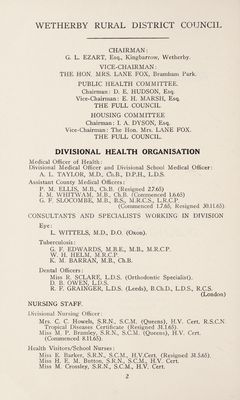 WETHERBY RURAL DISTRICT COUNCIL
CHAIRMAN:
G. L. EZART, Esq., Kingbarrow, Wetherby.
VICE-CHAIRMAN:
THE HON. MRS. LANE FOX, Bramham Park.
PUBLIC HEALTH COMMITTEE.
Chairman: D. E. HUDSON, Esq.
Vice-Chairman: E. H. MARSH, Esq.
THE FULL COUNCIL
HOUSING COMMITTEE
Chairman: I. A. DYSON, Esq.
Vice-Chairman: The Hon. Mrs. LANE FOX.
THE FULL COUNCIL.
DIVISIONAL HEALTH ORGANISATION
Medical Officer of Health:
Divisional Medical Officer and Divisional School Medical Officer:
A. L. TAYLOR, M.D., Ch.B., D.P.H., L.D.S.
Assistant County Medical Officers:
P. M. ELLIS, M.B., Ch.B. (Resigned 2.7.65)
J. M. WHITWAM, M.B., Ch.B. (Commenced 1.6.65)
G. F. SLOCOMBE, M.B., B.S., M.R.C.S., L.R.C.P.
(Commenced 1.7.65, Resigned 30.11.65).
CONSULTANTS AND SPECIALISTS WORKING IN DIVISION
Eye:
L. WITTELS, M.D., D.O. (Oxon).
Tuberculosis:
G. F. EDWARDS, M.B.E., M.B., M.R.C.P.
W. H. HELM, M.R.C.P.
K. M. BARRAN, M.B., Ch.B.
Dental Officers:
Miss R. SCLARE, L.D.S. (Orthodontic Specialist).
D. B. OWEN, L.D.S.
R. F. GRAINGER, L.D.S. (Leeds), B.Ch.D., L.D.S., R.C.S.
(London)
NURSING STAFF.
Divisional Nursing Officer:
Mrs. C. C. Howels, S.R.N., S.C.M. (Queens), H.V. Cert. R.S.C.N.
Tropical Diseases Certificate (Resigned 31.1.65).
Miss M. P. Bramley, S.R.N., S.C.M. (Queens), H.V. Cert.
(Commenced 8.11.65).
Health Visitors/School Nurses:
Miss E. Barker, S.R.N., S.C.M., H.V.Cert. (Resigned 31.5.65).
Miss H. E. M. Botton, S.R.N., S.C.M., H.V. Cert.
Miss M. Crossley, S.R.N., S.C.M., H.V. Cert.
2